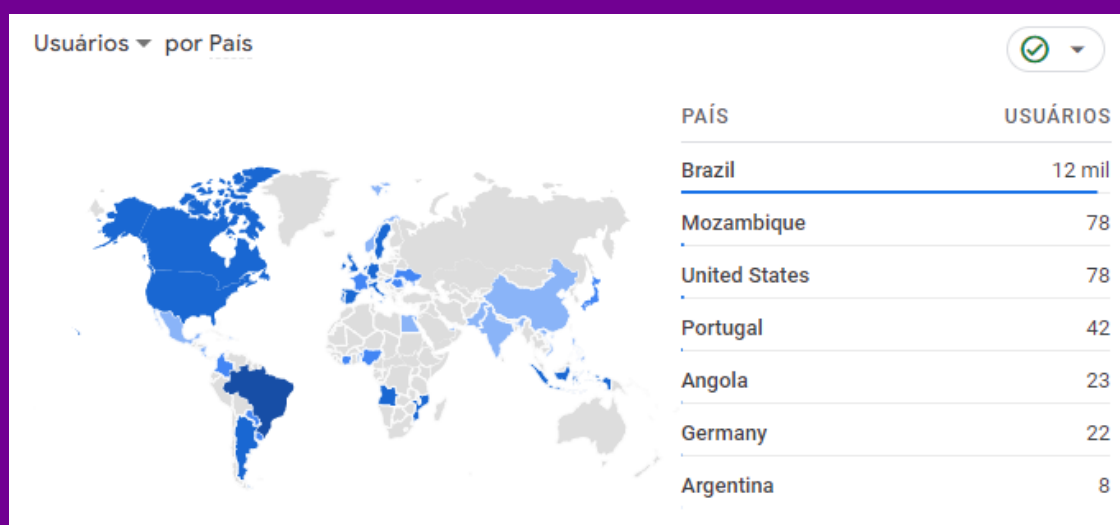 Usuários por País
PAÍS USUÁRIOS
Brazil 12 mil
Mozambique 78
United States 78
Portugal 42
Angola 23
Germany 22
Argentina 8